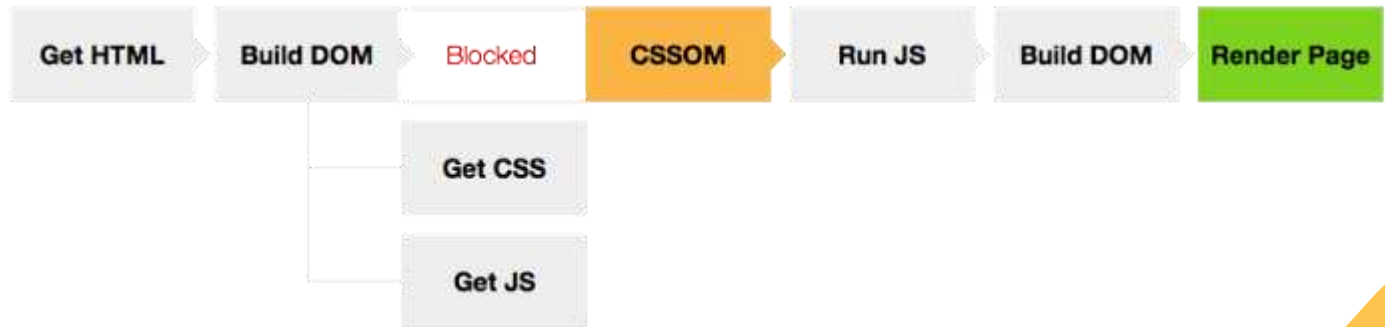 Get HTML
Build DOM
Blocked
CSSOM
Run JS
Build DOM
Render Page
Get CSS
Get JS